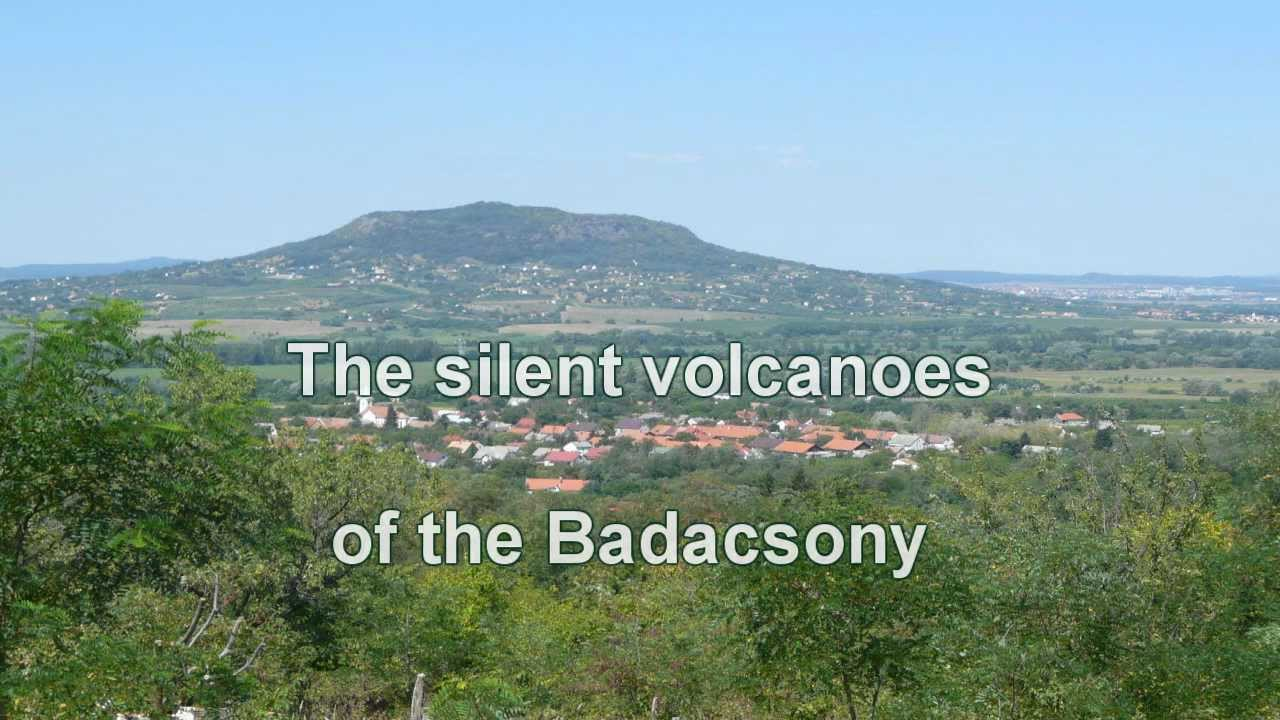 The silent volcanoes
of the Badacsony